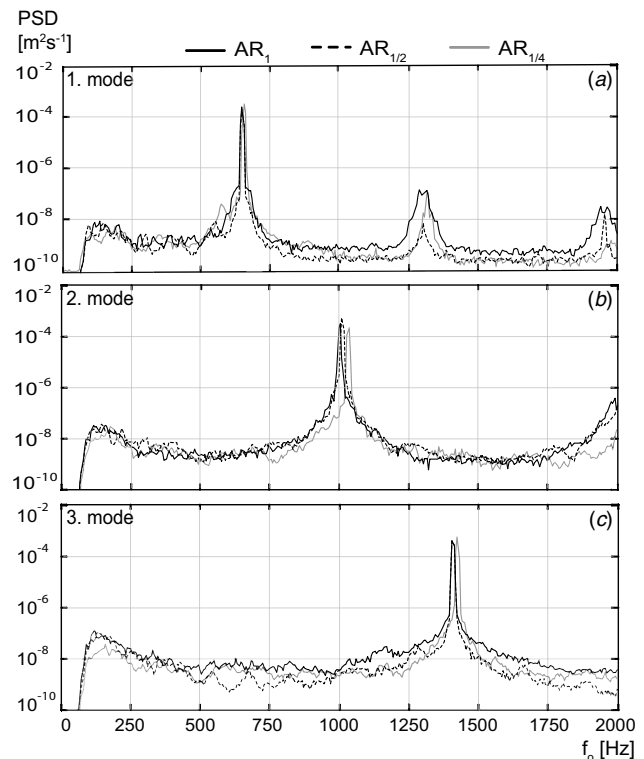 PSD
[m²s⁻¹]
AR₁ AR₁/₂ AR₁/₄
10⁻²
1. mode (a)
10⁻⁴
10⁻⁶
10⁻⁸
10⁻¹⁰
10⁻²
2. mode (b)
10⁻⁴
10⁻⁶
10⁻⁸
10⁻¹⁰
10⁻²
3. mode (c)
10⁻⁴
10⁻⁶
10⁻⁸
10⁻¹⁰
0 250 500 750 1000 1250 1500 1750 2000
fₚ [Hz]